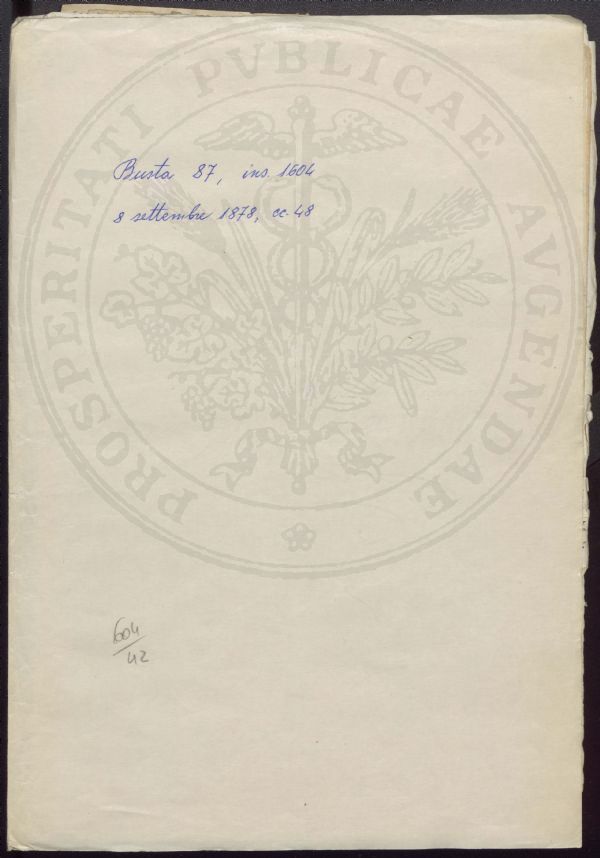 PROSPERITATI PVBLICAE AVGENDAE
Busta 87, ins. 1604
8 settembre 1878, cc. 48
604
42